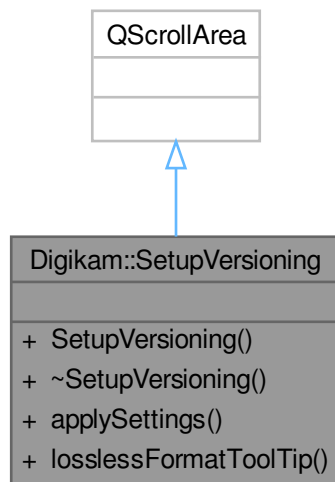 QScrollArea
Digikam::SetupVersioning
+ SetupVersioning()
+ ~SetupVersioning()
+ applySettings()
+ losslessFormatToolTip()